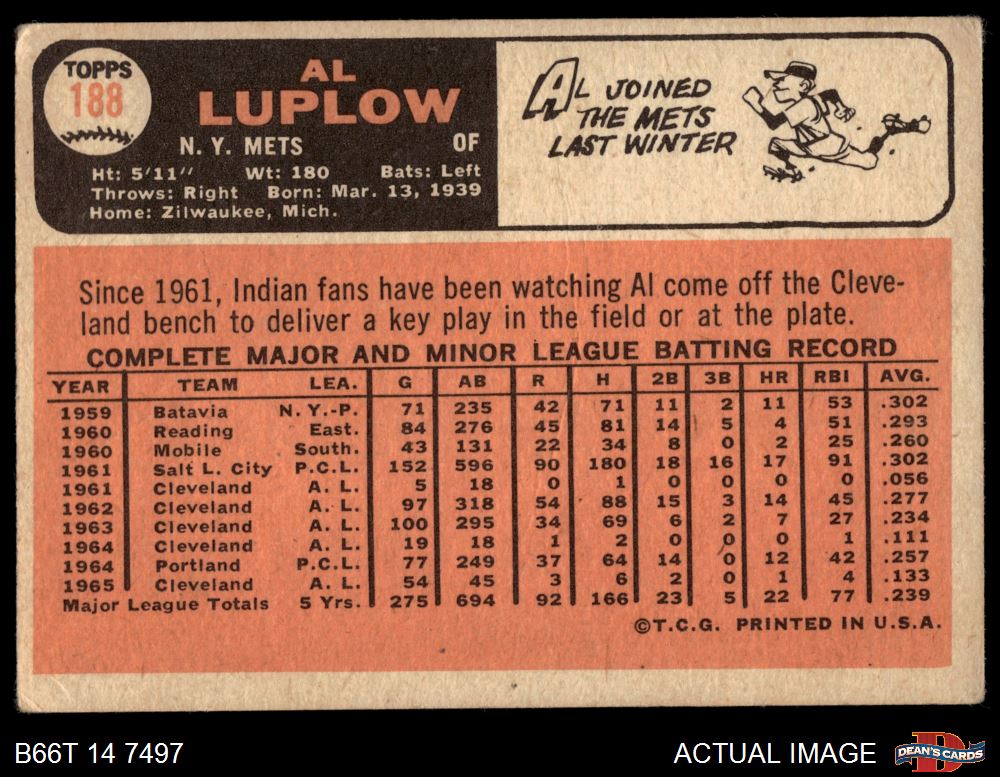 TOPPS
188
AL
LUPLOW
N. Y. METS OF
Ht: 5'11" Wt: 180 Bats: Left
Throws: Right Born: Mar. 13, 1939
Home: Zilwaukee, Mich.
AL JOINED
THE METS
LAST WINTER
Since 1961, Indian fans have been watching Al come off the Cleve-
land bench to deliver a key play in the field or at the plate.
COMPLETE MAJOR AND MINOR LEAGUE BATTING RECORD
YEAR TEAM LEA. G AB R H 2B 3B HR RBI AVG.
1959 Batavia N. Y.-P. 71 235 42 71 11 2 11 53 .302
1960 Reading East. 84 276 45 81 14 5 4 51 .293
1960 Mobile South. 43 131 22 34 8 0 2 25 .260
1961 Salt L. City P.C.L. 152 596 90 180 18 16 17 91 .302
1961 Cleveland A. L. 5 18 0 1 0 0 0 0 .056
1962 Cleveland A. L. 97 318 54 88 15 3 14 45 .277
1963 Cleveland A. L. 100 295 34 69 6 2 7 27 .234
1964 Cleveland A. L. 19 18 1 2 0 0 0 1 .111
1964 Portland P.C.L. 77 249 37 64 14 0 12 42 .257
1965 Cleveland A. L. 54 45 3 6 2 0 1 4 .133
Major League Totals 5 Yrs. 275 694 92 166 23 5 22 77 .239
©T.C.G. PRINTED IN U.S.A.
B66T 14 7497 ACTUAL IMAGE
D
DEAN'S CARDS